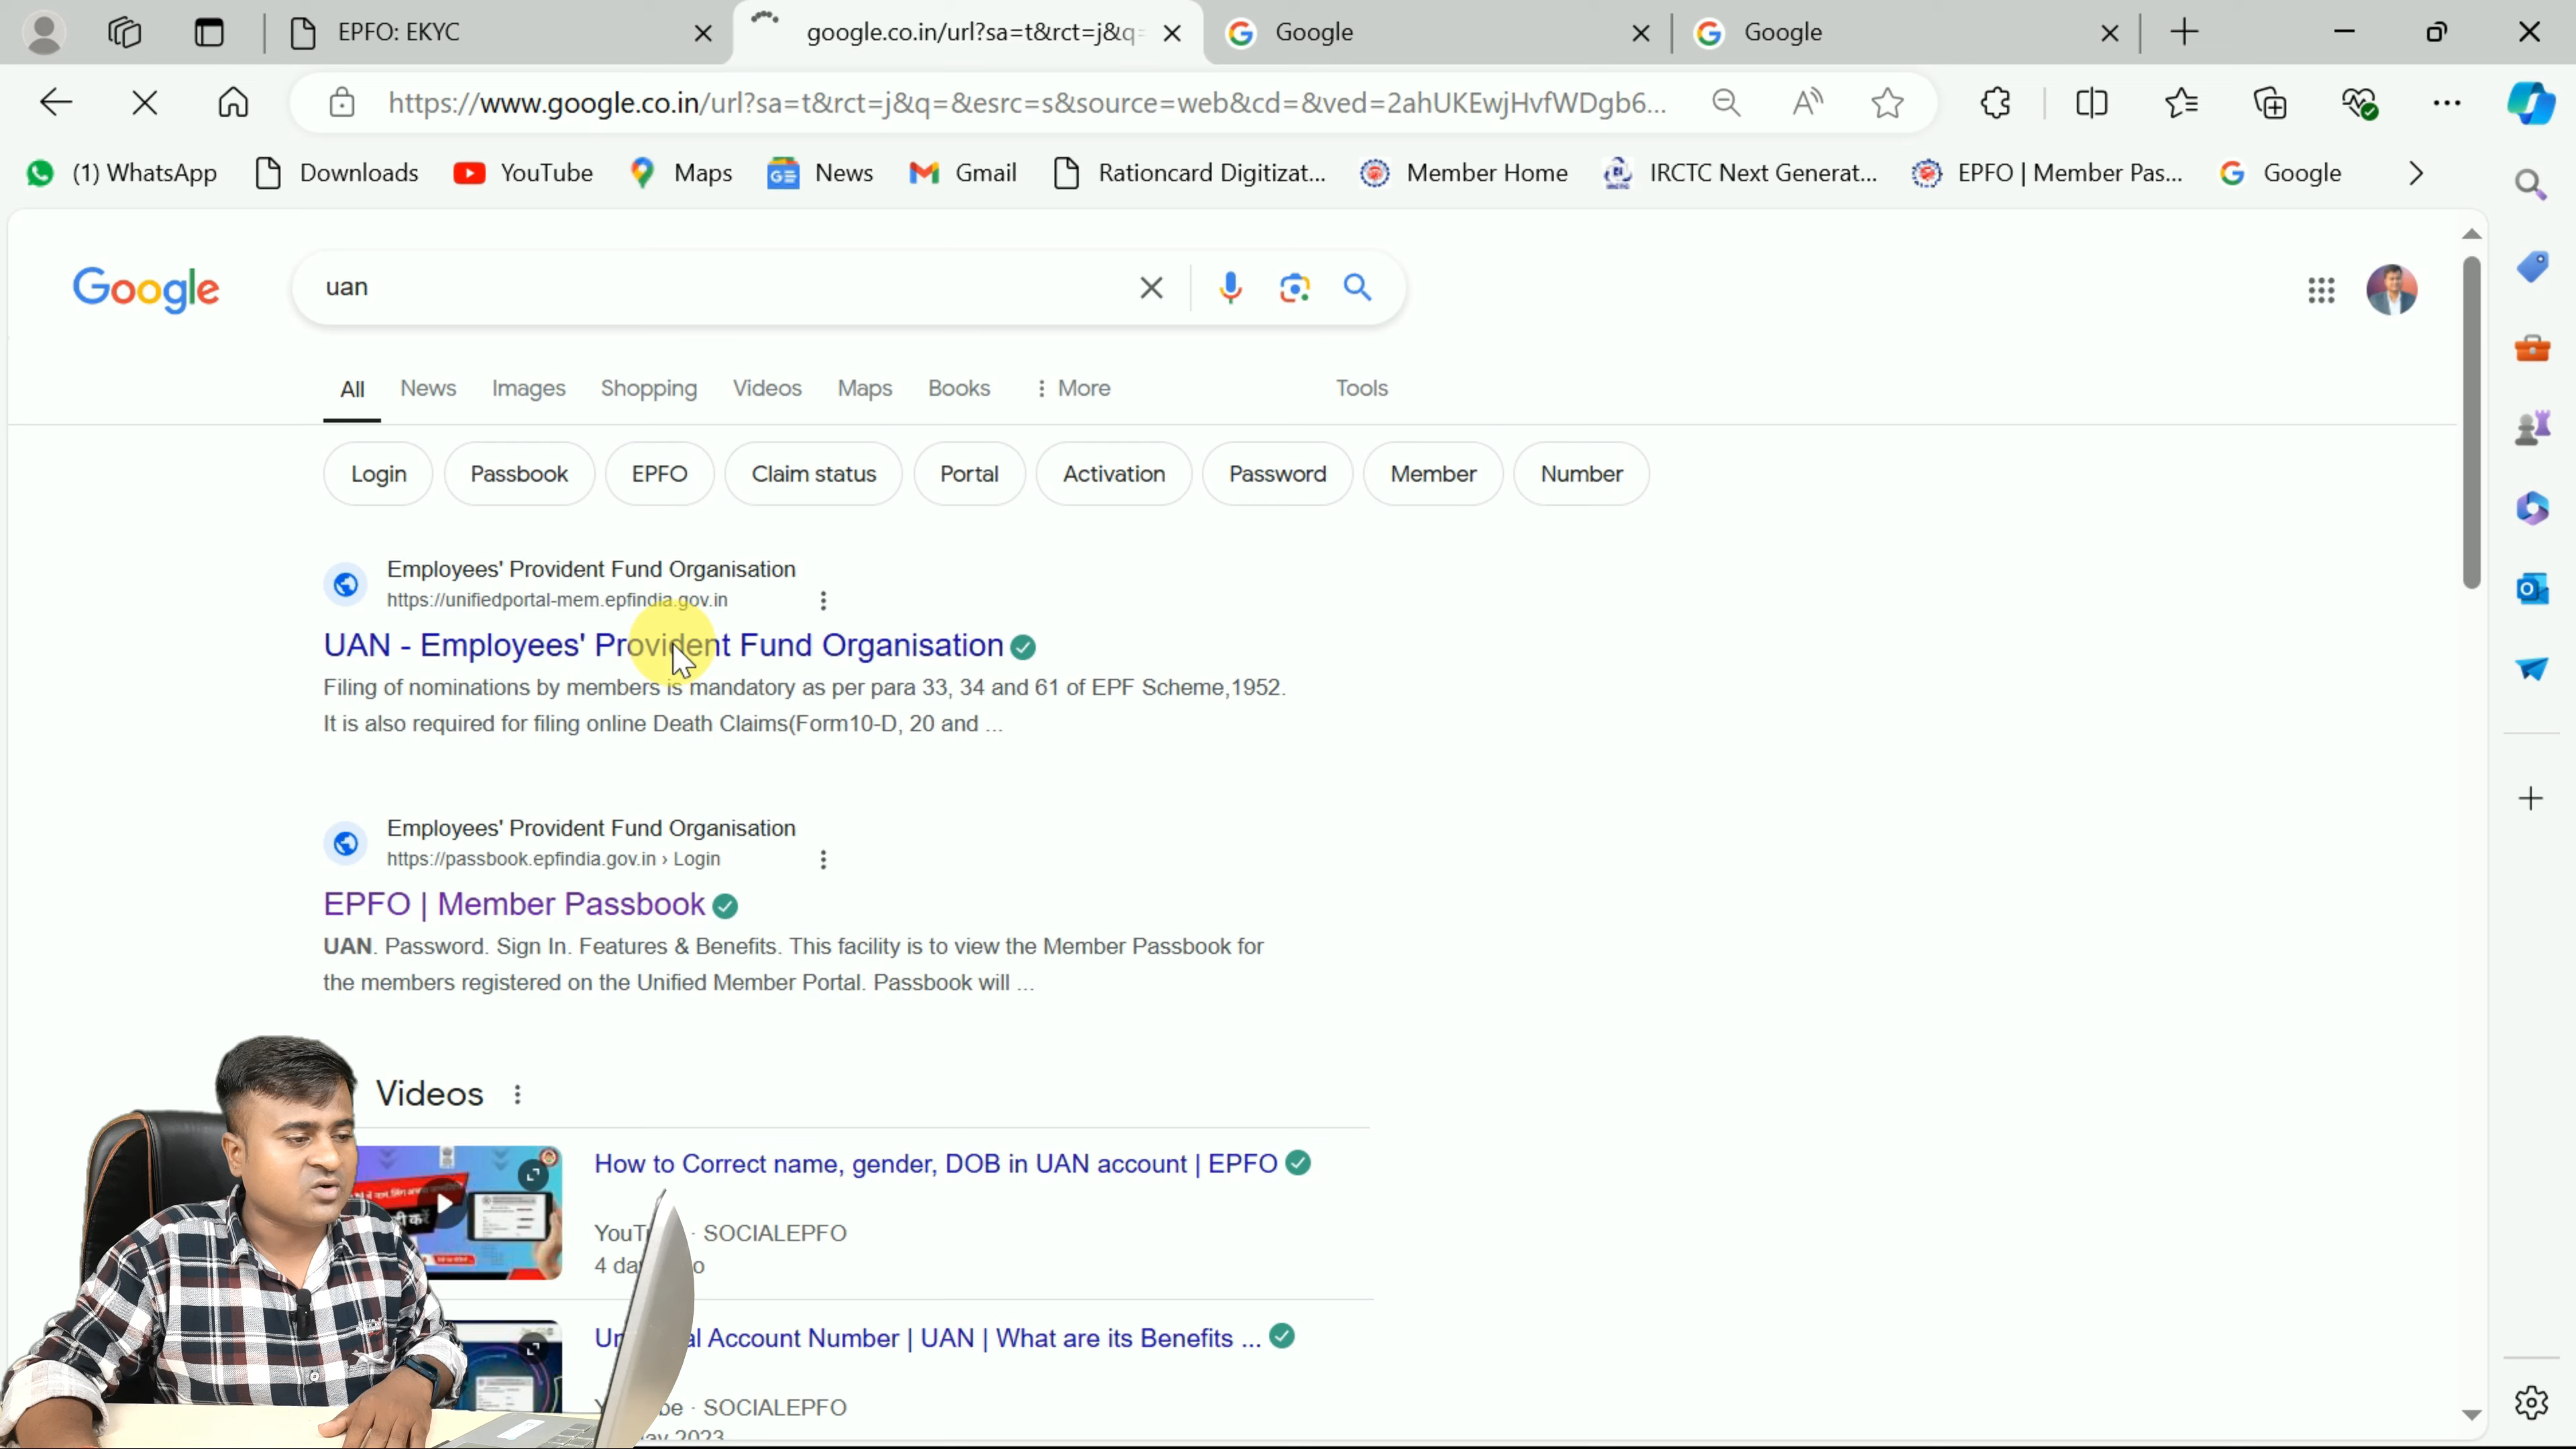 EPFO: EKYC
google.co.in/url?sa=t&rct=j&q=
Google
Google
https://www.google.co.in/url?sa=t&rct=j&q=&esrc=s&source=web&cd=&ved=2ahUKEwjHvfWDgb6...
(1) WhatsApp
Downloads
YouTube
Maps
News
Gmail
Rationcard Digitizat...
Member Home
IRCTC Next Generat...
EPFO | Member Pas...
Google
Google
uan
All News Images Shopping Videos Maps Books More Tools
Login Passbook EPFO Claim status Portal Activation Password Member Number
Employees' Provident Fund Organisation
https://unifiedportal-mem.epfindia.gov.in
UAN - Employees' Provident Fund Organisation
Filing of nominations by members is mandatory as per para 33, 34 and 61 of EPF Scheme,1952.
It is also required for filing online Death Claims(Form10-D, 20 and ...
Employees' Provident Fund Organisation
https://passbook.epfindia.gov.in › Login
EPFO | Member Passbook
UAN. Password. Sign In. Features & Benefits. This facility is to view the Member Passbook for
the members registered on the Unified Member Portal. Passbook will ...
Videos
How to Correct name, gender, DOB in UAN account | EPFO
· SOCIALEPFO
4
Account Number | UAN | What are its Benefits ...
· SOCIALEPFO
2023